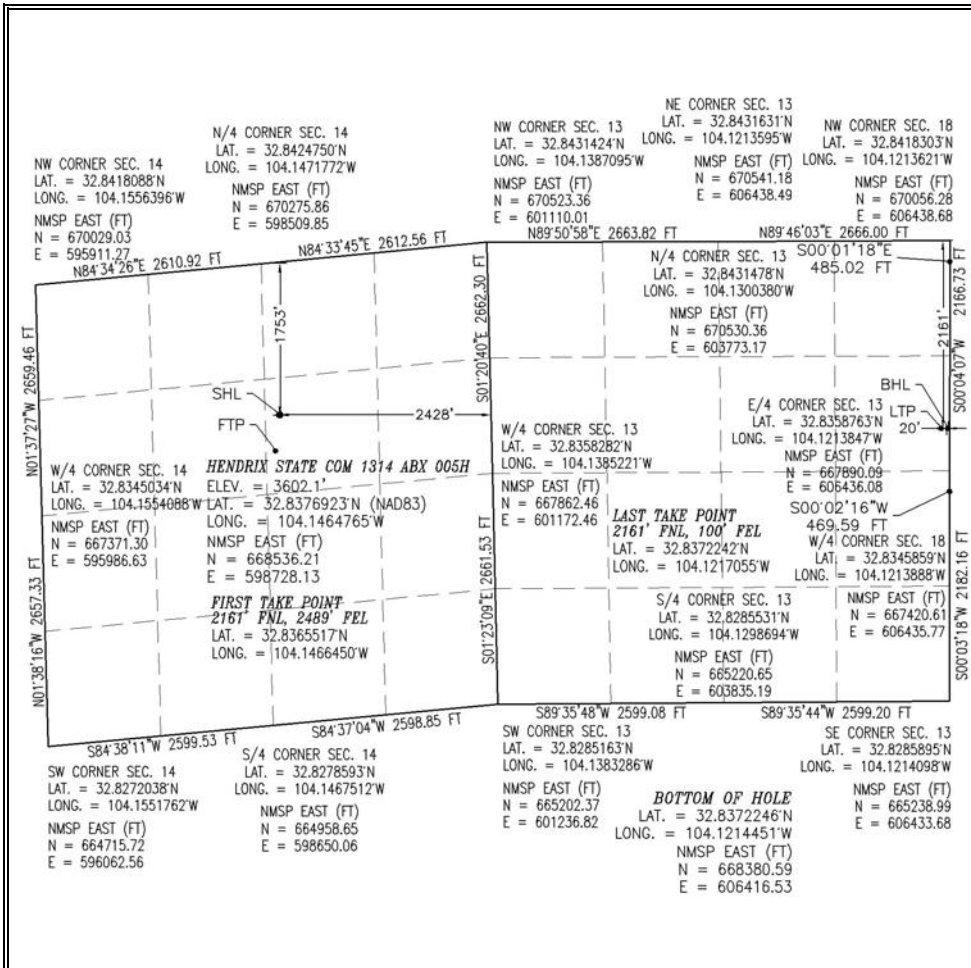 NW CORNER SEC. 14
LAT. = 32.8418088°N
LONG. = 104.1556396°W
NMSP EAST (FT)
N = 670029.03
E = 595911.27
N/4 CORNER SEC. 14
LAT. = 32.8424750°N
LONG. = 104.1471772°W
NMSP EAST (FT)
N = 670275.86
E = 598509.85
NW CORNER SEC. 13
LAT. = 32.8431424°N
LONG. = 104.1387095°W
NMSP EAST (FT)
N = 670523.36
E = 601110.01
NE CORNER SEC. 13
LAT. = 32.8431631°N
LONG. = 104.1213595°W
NMSP EAST (FT)
N = 670541.18
E = 606438.49
NW CORNER SEC. 18
LAT. = 32.8418303°N
LONG. = 104.1213621°W
NMSP EAST (FT)
N = 670056.28
E = 606438.68
N84°34'26"E 2610.92 FT
N84°33'45"E 2612.56 FT
N89°50'58"E 2663.82 FT
N89°46'03"E 2666.00 FT
N/4 CORNER SEC. 13
LAT. = 32.8431478°N
LONG. = 104.1300380°W
NMSP EAST (FT)
N = 670530.36
E = 603773.17
S00°01'18"E
485.02 FT
N01°37'27"W 2659.46 FT
1753'
S01°20'40"E 2662.30 FT
2161'
S00°04'07"W 2166.73 FT
SHL
FTP
2428'
BHL
LTP
20'
E/4 CORNER SEC. 13
LAT. = 32.8358763°N
LONG. = 104.1213847°W
NMSP EAST (FT)
N = 667890.09
E = 606436.08
W/4 CORNER SEC. 14
LAT. = 32.8345034°N
LONG. = 104.1554088°W
NMSP EAST (FT)
N = 667371.30
E = 595986.63
HENDRIX STATE COM 1314 ABX 005H
ELEV. = 3602.1'
LAT. = 32.8376923°N (NAD83)
LONG. = 104.1464765°W
NMSP EAST (FT)
N = 668536.21
E = 598728.13
FIRST TAKE POINT
2161' FNL, 2489' FEL
LAT. = 32.8365517°N
LONG. = 104.1466450°W
W/4 CORNER SEC. 13
LAT. = 32.8358282°N
LONG. = 104.1385221°W
NMSP EAST (FT)
N = 667862.46
E = 601172.46
LAST TAKE POINT
2161' FNL, 100' FEL
LAT. = 32.8372242°N
LONG. = 104.1217055°W
S00°02'16"W
469.59 FT
W/4 CORNER SEC. 18
LAT. = 32.8345859°N
LONG. = 104.1213888°W
NMSP EAST (FT)
N = 667420.61
E = 606435.77
N01°38'16"W 2657.33 FT
S01°23'09"E 2661.53 FT
S00°03'18"W 2182.16 FT
S/4 CORNER SEC. 13
LAT. = 32.8285531°N
LONG. = 104.1298694°W
NMSP EAST (FT)
N = 665220.65
E = 603835.19
S84°38'11"W 2599.53 FT
S84°37'04"W 2598.85 FT
S89°35'48"W 2599.08 FT
S89°35'44"W 2599.20 FT
SW CORNER SEC. 14
LAT. = 32.8272038°N
LONG. = 104.1551762°W
NMSP EAST (FT)
N = 664715.72
E = 596062.56
S/4 CORNER SEC. 14
LAT. = 32.8278593°N
LONG. = 104.1467512°W
NMSP EAST (FT)
N = 664958.65
E = 598650.06
SW CORNER SEC. 13
LAT. = 32.8285163°N
LONG. = 104.1383286°W
NMSP EAST (FT)
N = 665202.37
E = 601236.82
BOTTOM OF HOLE
LAT. = 32.8372246°N
LONG. = 104.1214451°W
NMSP EAST (FT)
N = 668380.59
E = 606416.53
SE CORNER SEC. 13
LAT. = 32.8285895°N
LONG. = 104.1214098°W
NMSP EAST (FT)
N = 665238.99
E = 606433.68